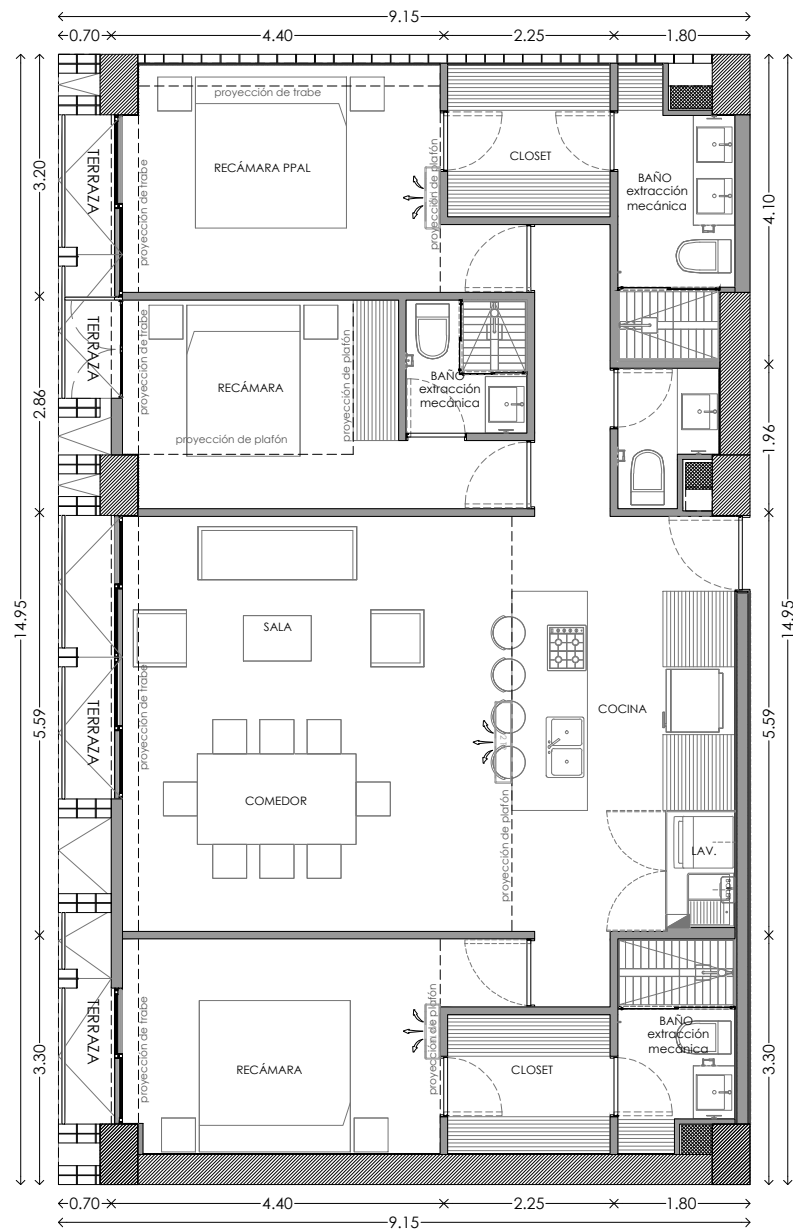 9.15
0.70
4.40
2.25
1.80
proyección de trabe
RECÁMARA PPAL
CLOSET
BAÑO
extracción
mecánica
TERRAZA
proyección de trabe
proyección de plafón
3.20
4.10
TERRAZA
proyección de trabe
RECÁMARA
proyección de plafón
proyección de plafón
BAÑO
extracción
mecánica
2.86
1.96
14.95
14.95
SALA
TERRAZA
proyección de trabe
COCINA
5.59
5.59
COMEDOR
proyección de plafón
LAV.
TERRAZA
proyección de trabe
RECÁMARA
proyección de plafón
CLOSET
BAÑO
extracción
mecánica
3.30
3.30
0.70
4.40
2.25
1.80
9.15